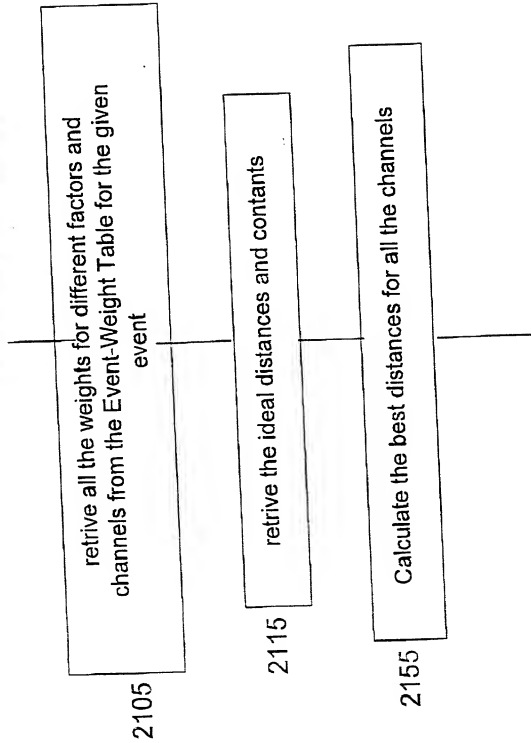 retrive all the weights for different factors and
channels from the Event-Weight Table for the given
event
2105
retrive the ideal distances and contants
2115
Calculate the best distances for all the channels
2155